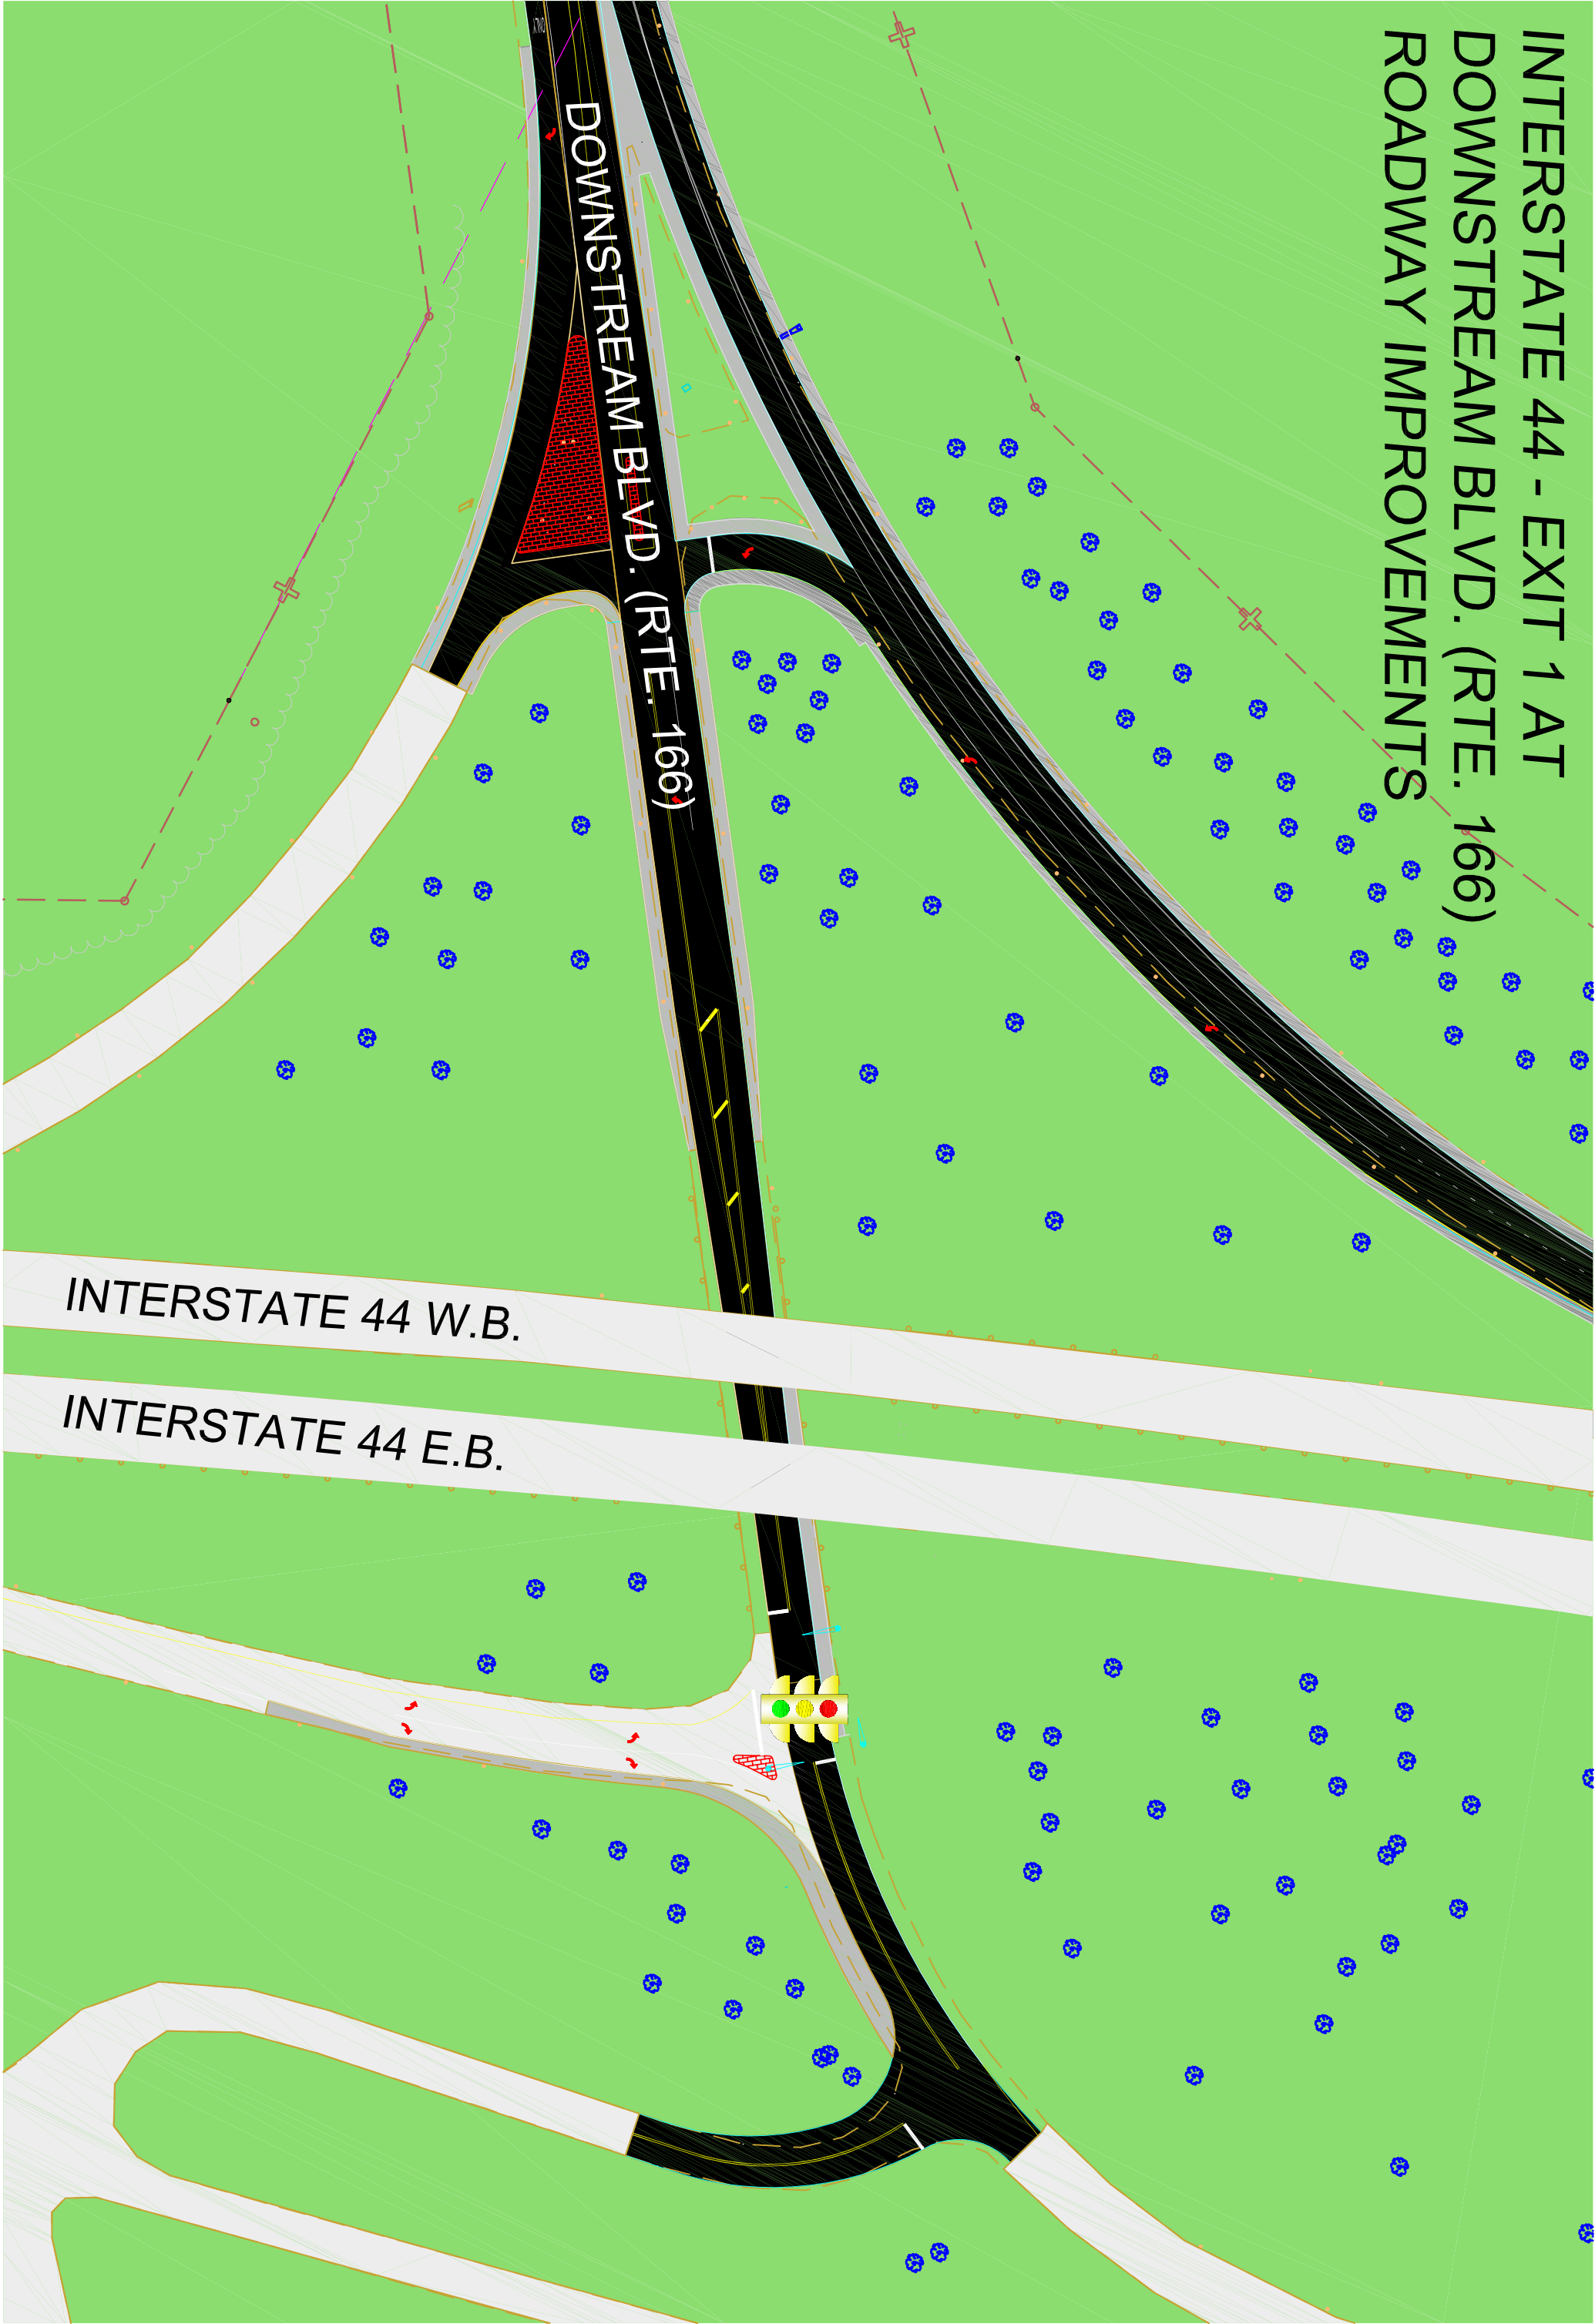 INTERSTATE 44 - EXIT 1 AT
DOWNSTREAM BLVD. (RTE. 166)
ROADWAY IMPROVEMENTS
ONLY
DOWNSTREAM BLVD. (RTE. 166)
INTERSTATE 44 W.B.
INTERSTATE 44 E.B.